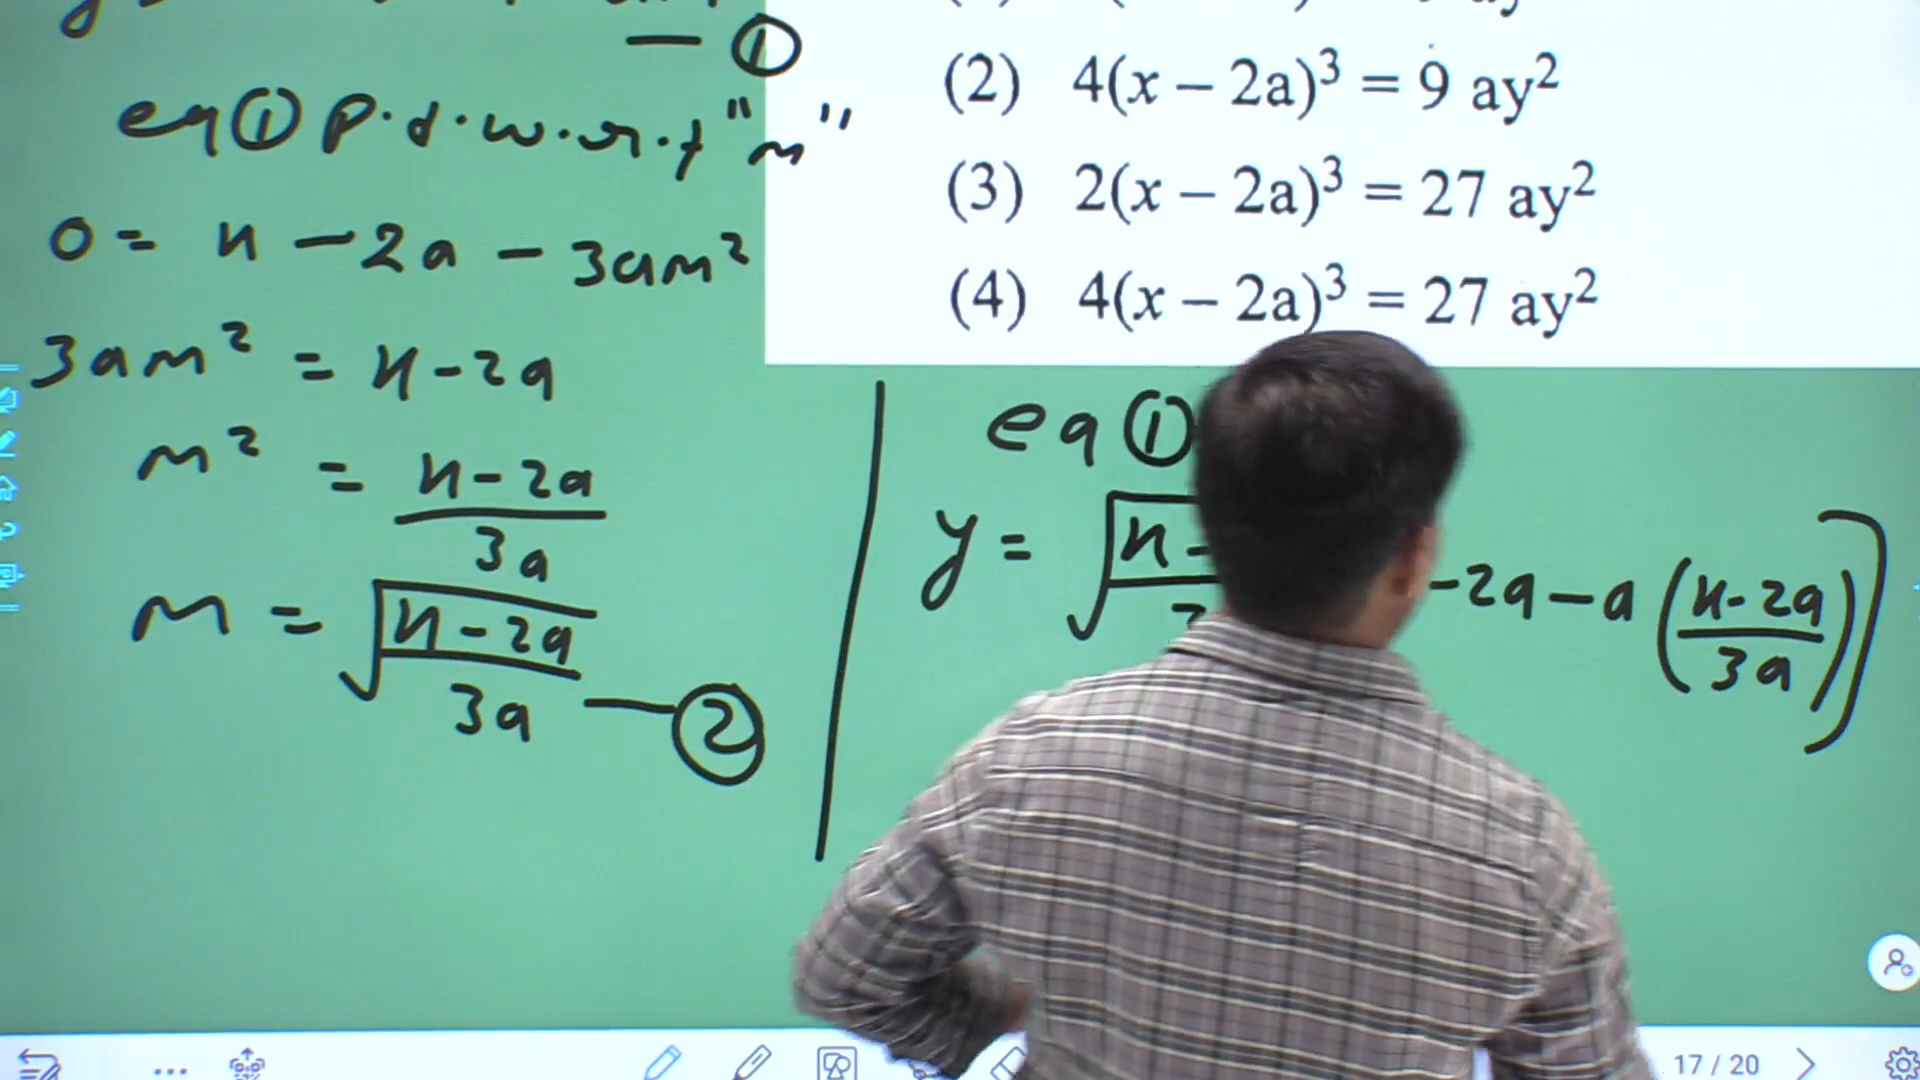 — ①
eq ① p.d.w.r.t "m"
0 = x − 2a − 3am²
3am² = x − 2a
m² = x − 2a / 3a
m = √(x − 2a / 3a) — ②
(2) 4(x − 2a)³ = 9 ay²
(3) 2(x − 2a)³ = 27 ay²
(4) 4(x − 2a)³ = 27 ay²
eq ①
y = √ x −
− 2a − a (x − 2a / 3a)]
17 / 20